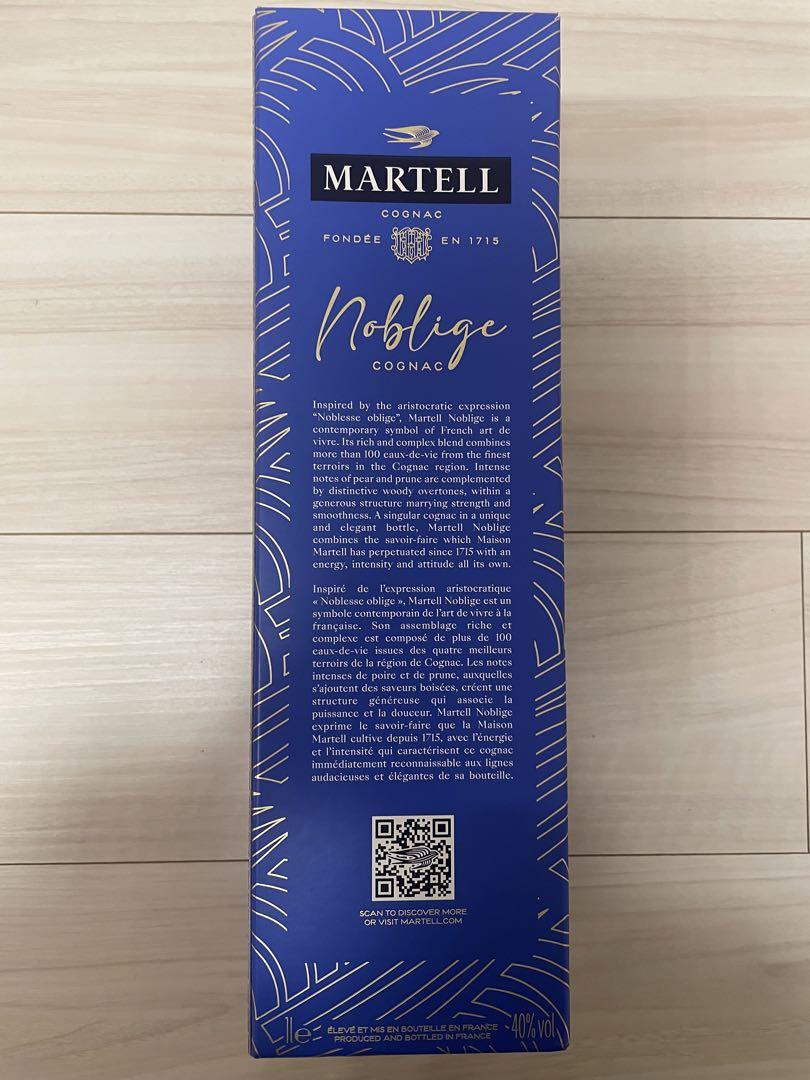 MARTELL
COGNAC
FONDÉE EN 1715
Noblige
COGNAC
Inspired by the aristocratic expression
“Noblesse oblige”, Martell Noblige is a
contemporary symbol of French art de
vivre. Its rich and complex blend combines
more than 100 eaux-de-vie from the finest
terroirs in the Cognac region. Intense
notes of pear and prune are complemented
by distinctive woody overtones, within a
generous structure marrying strength and
smoothness. A singular cognac in a unique
and elegant bottle, Martell Noblige
combines the savoir-faire which Maison
Martell has perpetuated since 1715 with an
energy, intensity and attitude all its own.
Inspiré de l’expression aristocratique
« Noblesse oblige », Martell Noblige est un
symbole contemporain de l’art de vivre à la
française. Son assemblage riche et
complexe est composé de plus de 100
eaux-de-vie issues des quatre meilleurs
terroirs de la région de Cognac. Les notes
intenses de poire et de prune, auxquelles
s’ajoutent des saveurs boisées, créent une
structure généreuse qui associe la
puissance et la douceur. Martell Noblige
exprime le savoir-faire que la Maison
Martell cultive depuis 1715, avec l’énergie
et l’intensité qui caractérisent ce cognac
immédiatement reconnaissable aux lignes
audacieuses et élégantes de sa bouteille.
SCAN TO DISCOVER MORE
OR VISIT MARTELL.COM
1l e ÉLEVÉ ET MIS EN BOUTEILLE EN FRANCE 40% vol
PRODUCED AND BOTTLED IN FRANCE